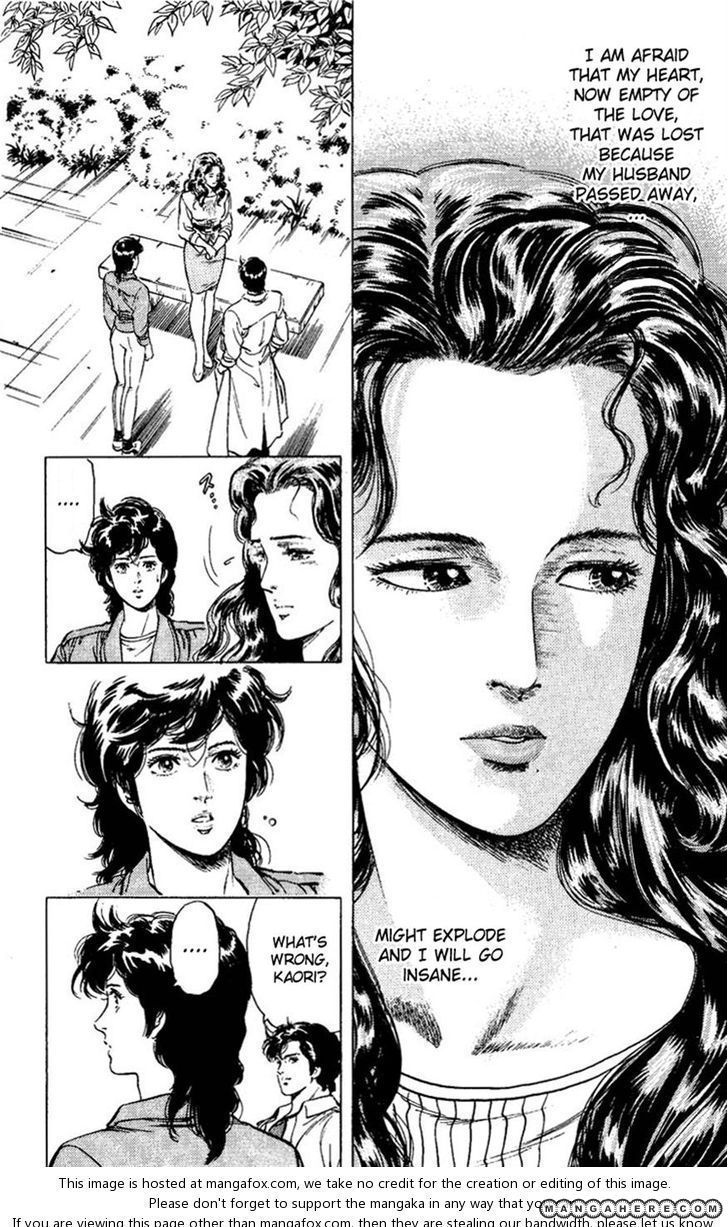 I AM AFRAID
THAT MY HEART,
NOW EMPTY OF
THE LOVE,
THAT WAS LOST
BECAUSE
MY HUSBAND
PASSED AWAY,
...
MIGHT EXPLODE
AND I WILL GO
INSANE...
....
ス...
WHAT'S
WRONG,
KAORI?
....
This image is hosted at mangafox.com, we take no credit for the creation or editing of this image.
Please don't forget to support the mangaka in any way that you
MANGAHERE.COM
If you are viewing this page other than mangafox.com, then they are stealing our bandwidth, please let us know